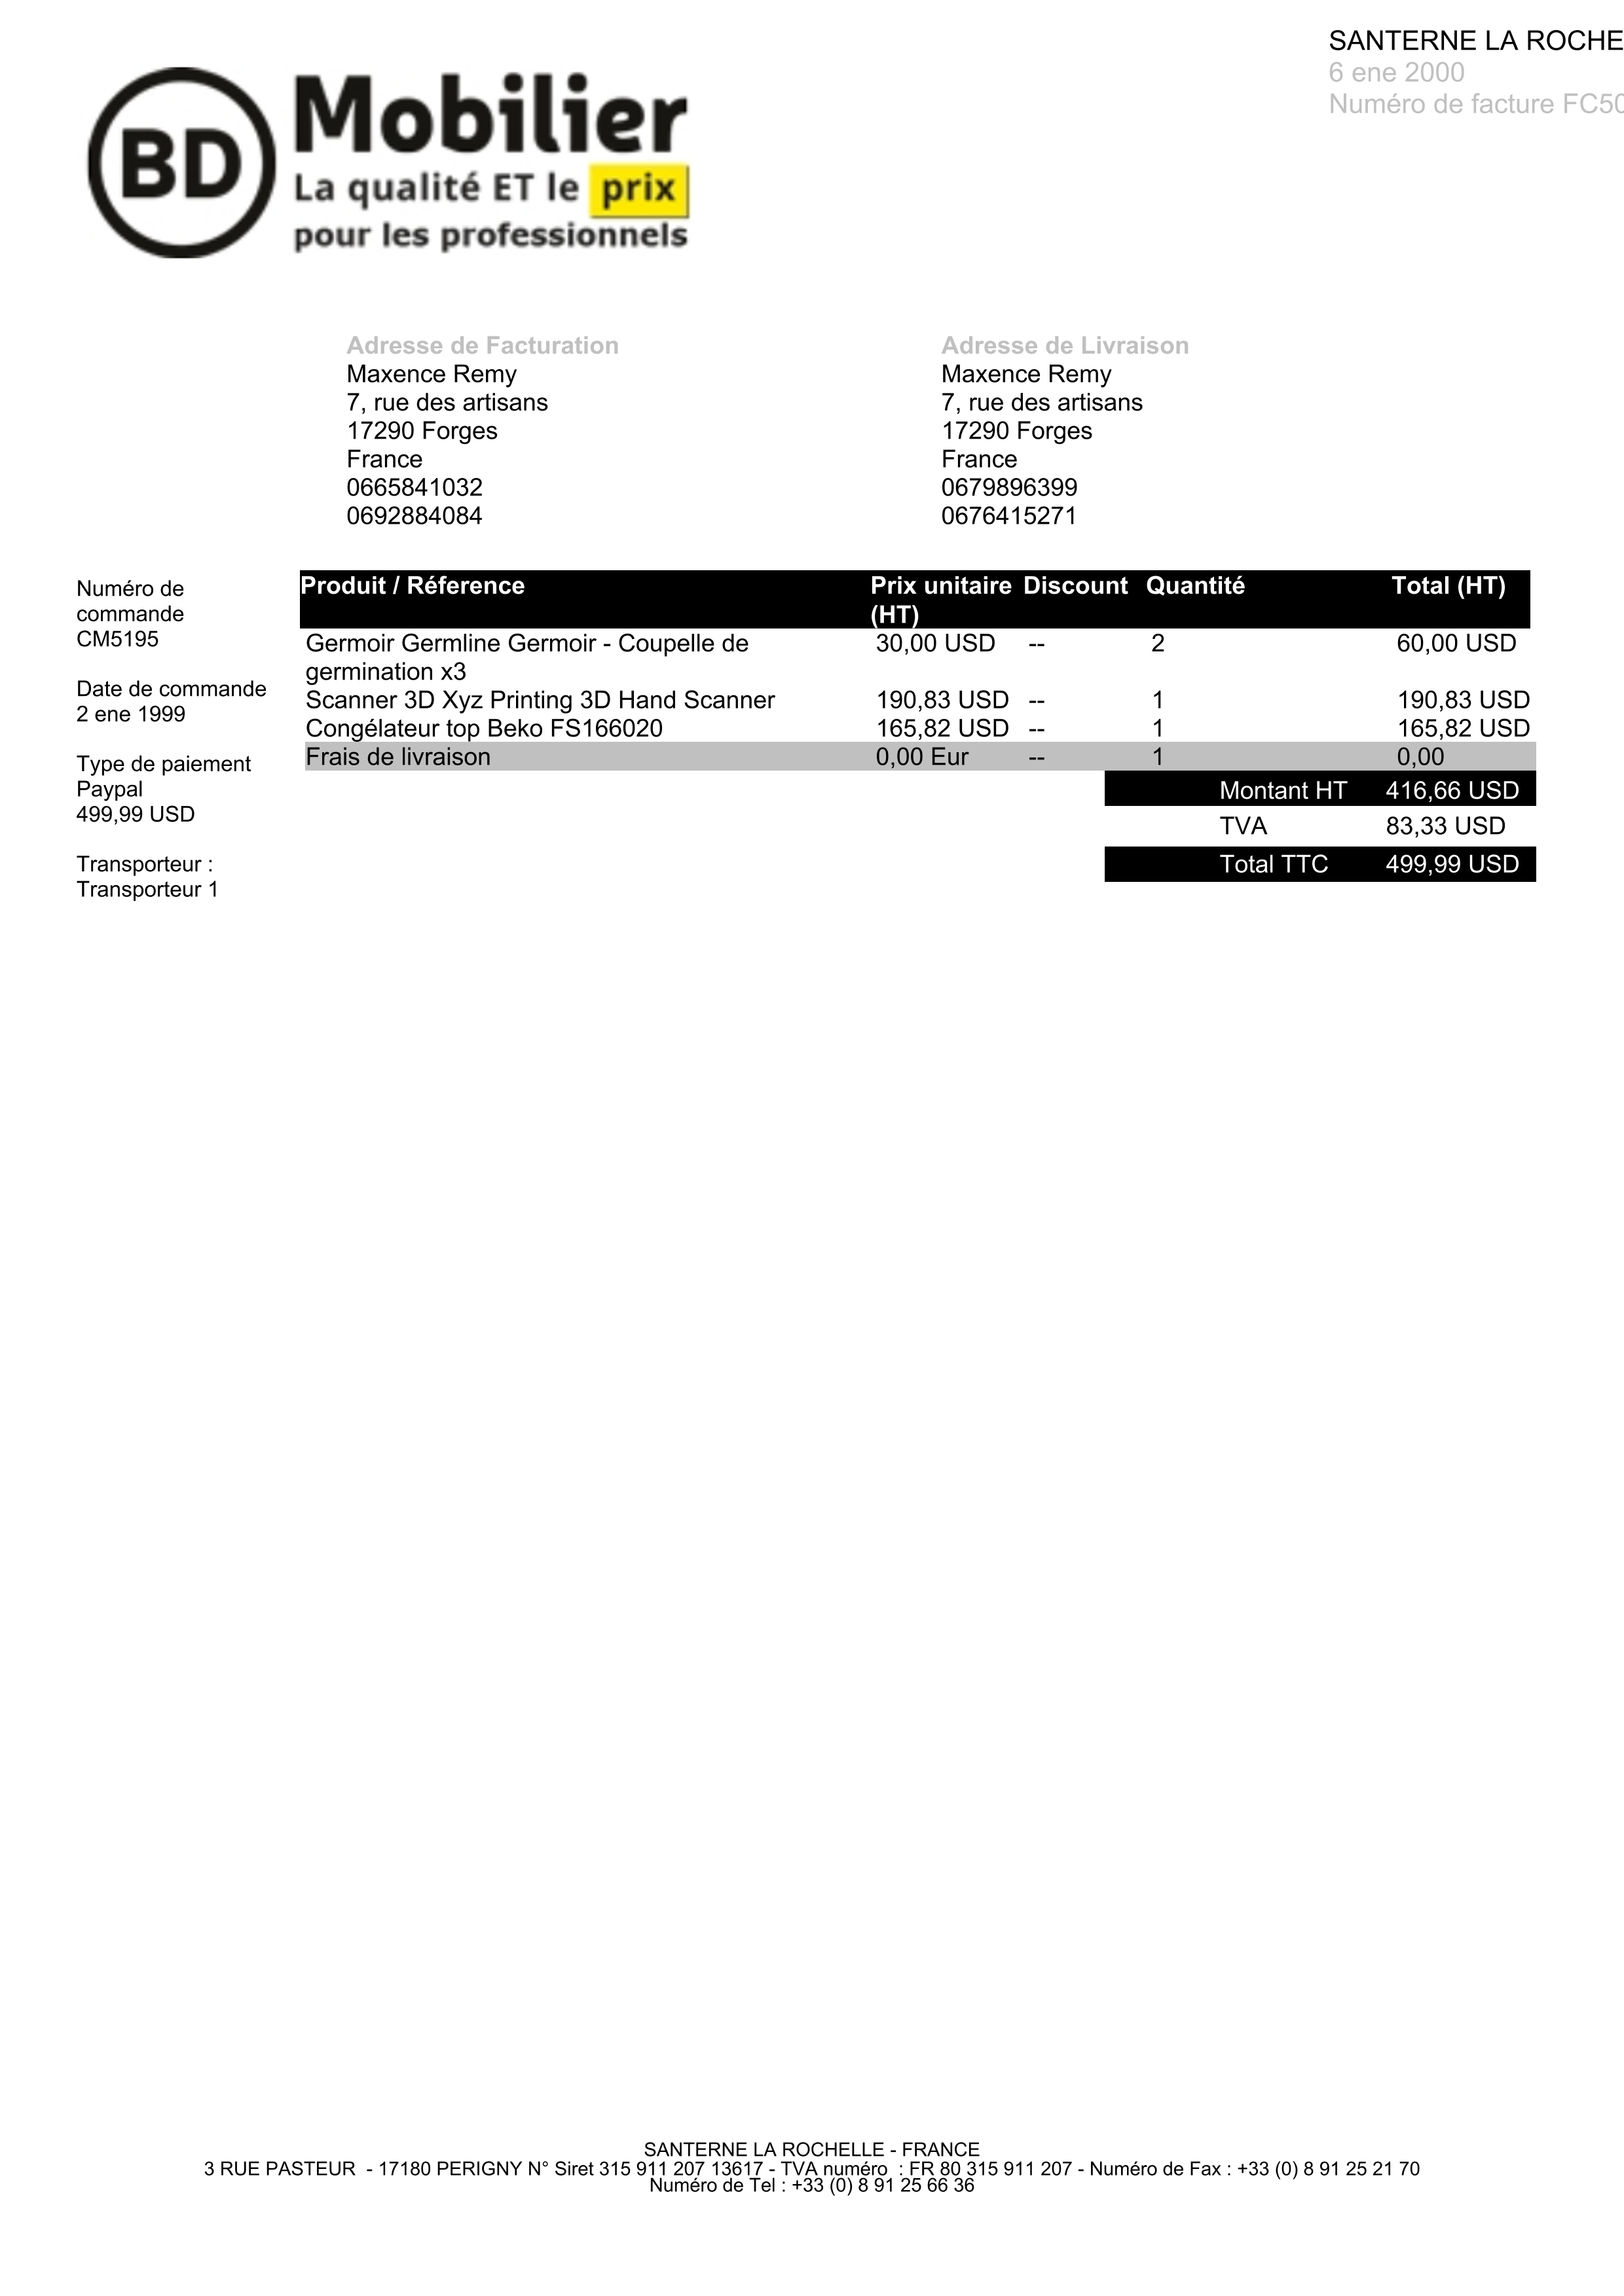 SANTERNE LA ROCHE
6 ene 2000
Numéro de facture FC50
BD
Mobilier
La qualité ET le prix
pour les professionnels
Adresse de Facturation
Maxence Remy
7, rue des artisans
17290 Forges
France
0665841032
0692884084
Adresse de Livraison
Maxence Remy
7, rue des artisans
17290 Forges
France
0679896399
0676415271
Numéro de
commande
CM5195
Date de commande
2 ene 1999
Type de paiement
Paypal
499,99 USD
Transporteur :
Transporteur 1
Produit / Réference Prix unitaire (HT) Discount Quantité Total (HT)
Germoir Germline Germoir - Coupelle de 30,00 USD -- 2 60,00 USD
germination x3
Scanner 3D Xyz Printing 3D Hand Scanner 190,83 USD -- 1 190,83 USD
Congélateur top Beko FS166020 165,82 USD -- 1 165,82 USD
Frais de livraison 0,00 Eur -- 1 0,00
Montant HT 416,66 USD
TVA 83,33 USD
Total TTC 499,99 USD
SANTERNE LA ROCHELLE - FRANCE
3 RUE PASTEUR - 17180 PERIGNY N° Siret 315 911 207 13617 - TVA numéro : FR 80 315 911 207 - Numéro de Fax : +33 (0) 8 91 25 21 70
Numéro de Tel : +33 (0) 8 91 25 66 36